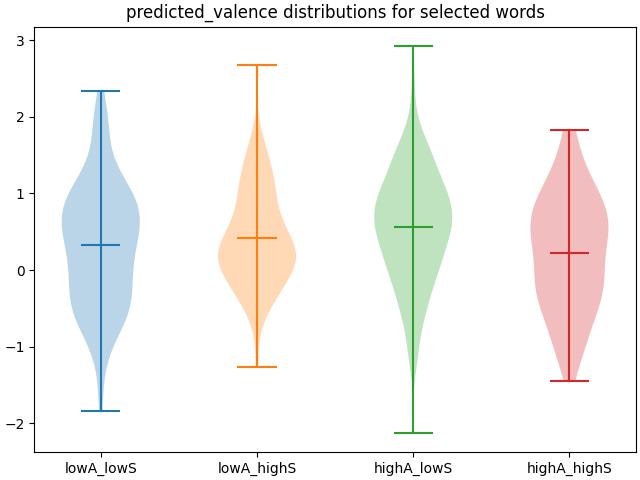 predicted_valence distributions for selected words
3
2
1
0
−1
−2
lowA_lowS
lowA_highS
highA_lowS
highA_highS